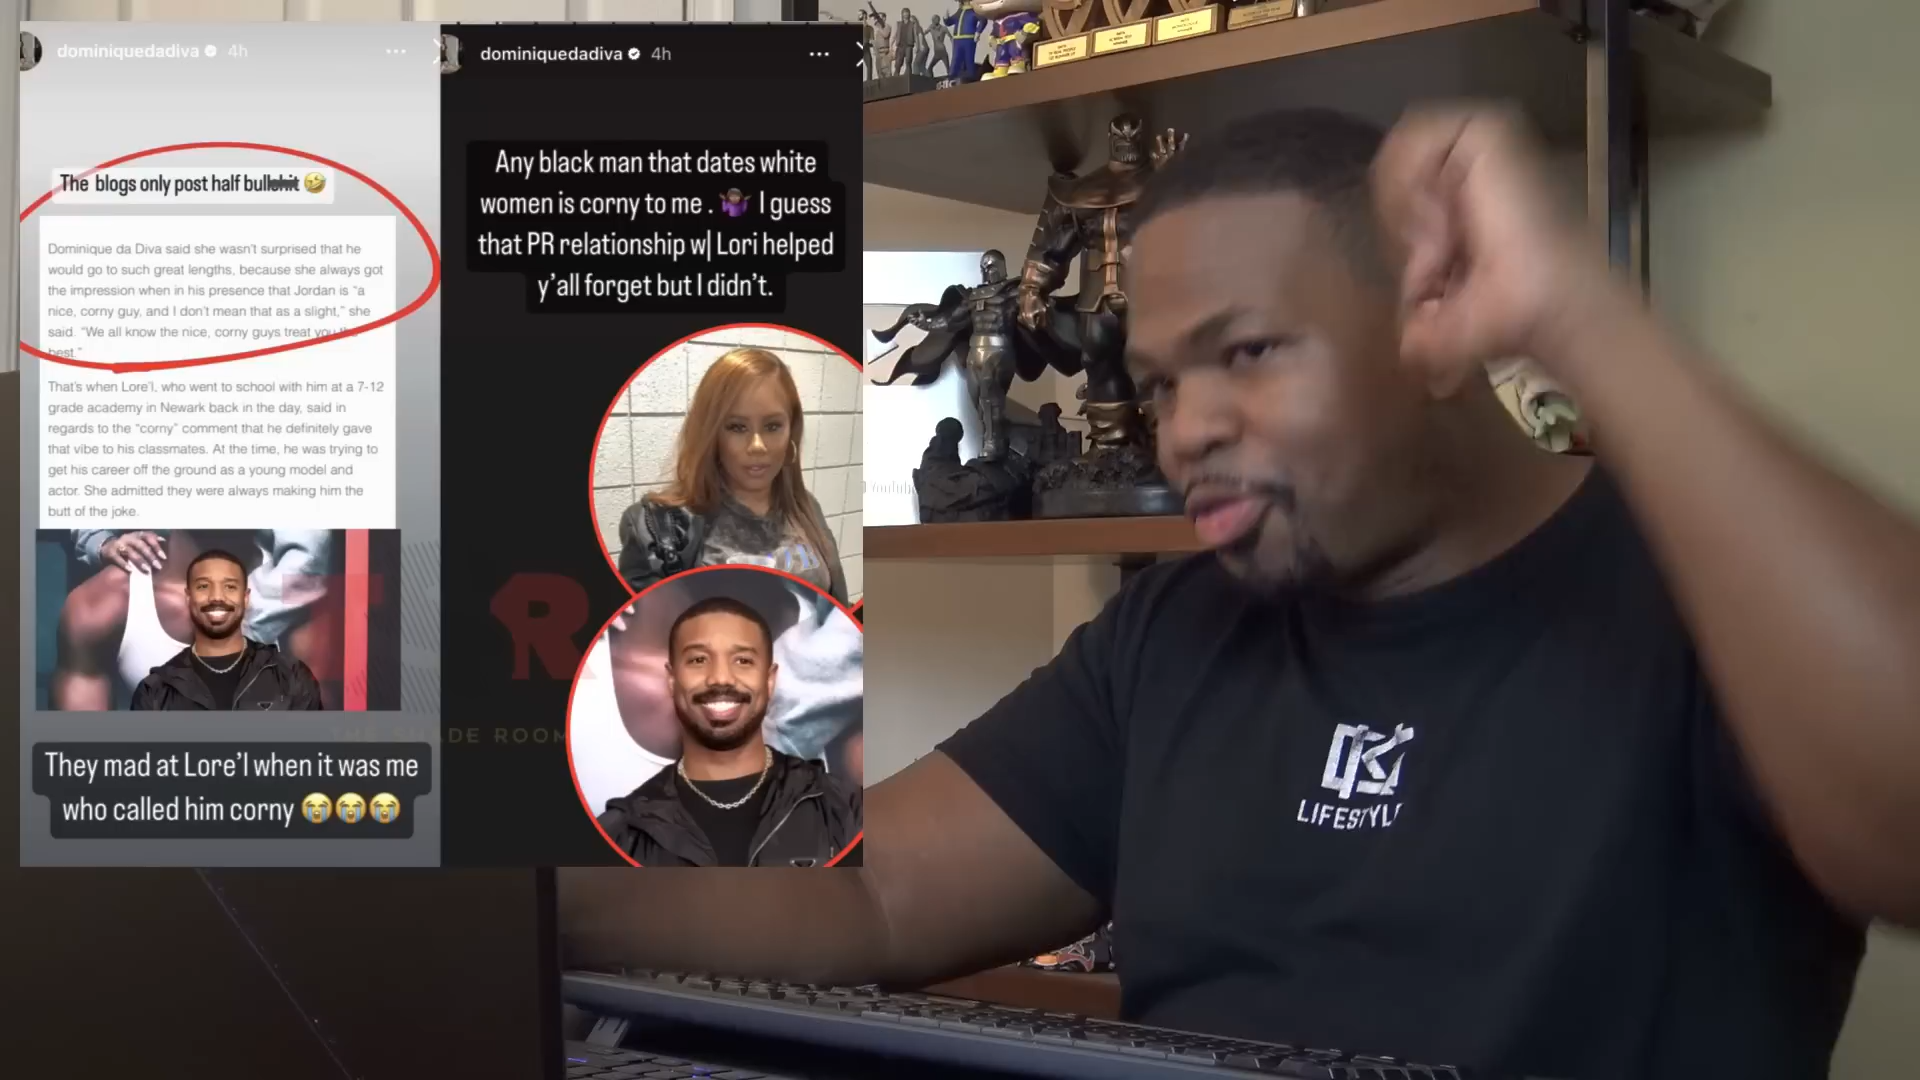 dominiquedadiva 4h
The blogs only post half bullshit 🤣
Dominique da Diva said she wasn't surprised that he
would go to such great lengths, because she always got
the impression when in his presence that Jordan is "a
nice, corny guy, and I don't mean that as a slight," she
said. "We all know the nice, corny guys treat you the
best."
That's when Lore'l, who went to school with him at a 7-12
grade academy in Newark back in the day, said in
regards to the "corny" comment that he definitely gave
that vibe to his classmates. At the time, he was trying to
get his career off the ground as a young model and
actor. She admitted they were always making him the
butt of the joke.
They mad at Lore'l when it was me
who called him corny 😭😭😭
dominiquedadiva 4h
Any black man that dates white
women is corny to me . 🤷🏾‍♀️ I guess
that PR relationship w| Lori helped
y'all forget but I didn't.
T R
THE SHADE ROOM
LIFESTYLE